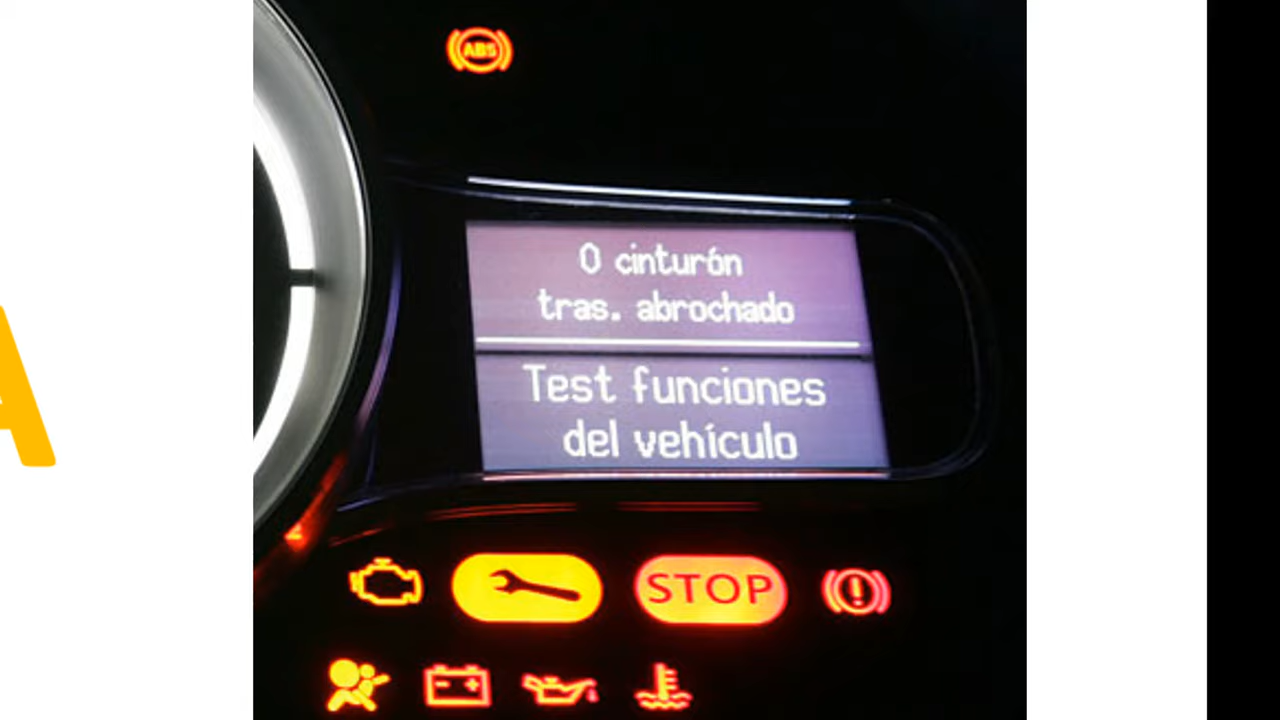 ABS
0 cinturón
tras. abrochado
Test funciones
del vehículo
STOP
A